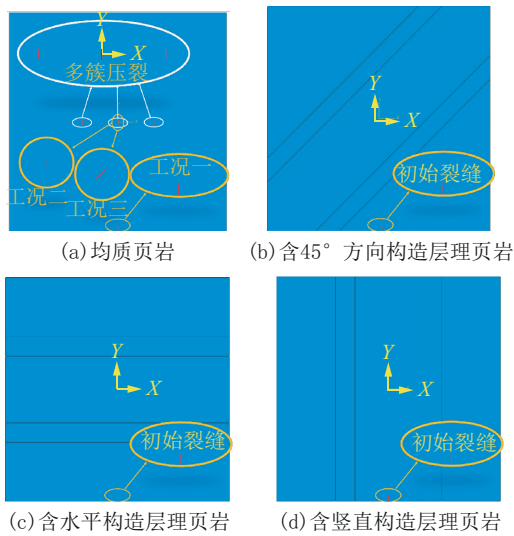 Y
X
多簇压裂
工况一
工况二
工况三
(a)均质页岩
Y
X
初始裂缝
(b)含45°方向构造层理页岩
Y
X
初始裂缝
(c)含水平构造层理页岩
Y
X
初始裂缝
(d)含竖直构造层理页岩